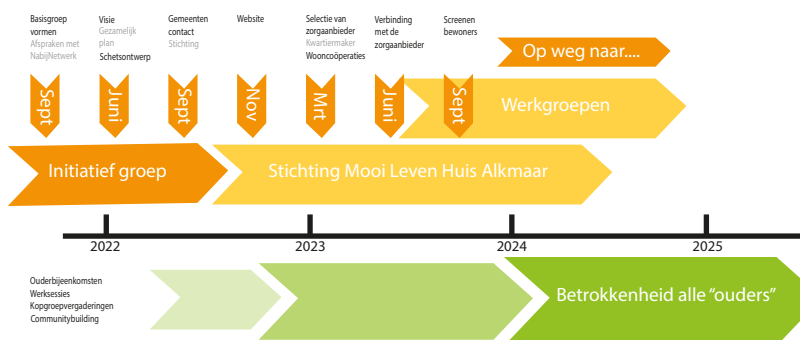 Basisgroep
vormen
Afspraken met
NabijNetwerk
Visie
Gezamelijk
plan
Schetsontwerp
Gemeenten
contact
Stichting
Website
Selectie van
zorgaanbieder
Kwartiermaker
Wooncoöperaties
Verbinding
met de
zorgaanbieder
Screenen
bewoners
Op weg naar....
Sept
Juni
Sept
Nov
Mrt
Juni
Sept
Werkgroepen
Initiatief groep
Stichting Mooi Leven Huis Alkmaar
2022
2023
2024
2025
Ouderbijeenkomsten
Werksessies
Kopgroepvergaderingen
Communitybuilding
Betrokkenheid alle “ouders”